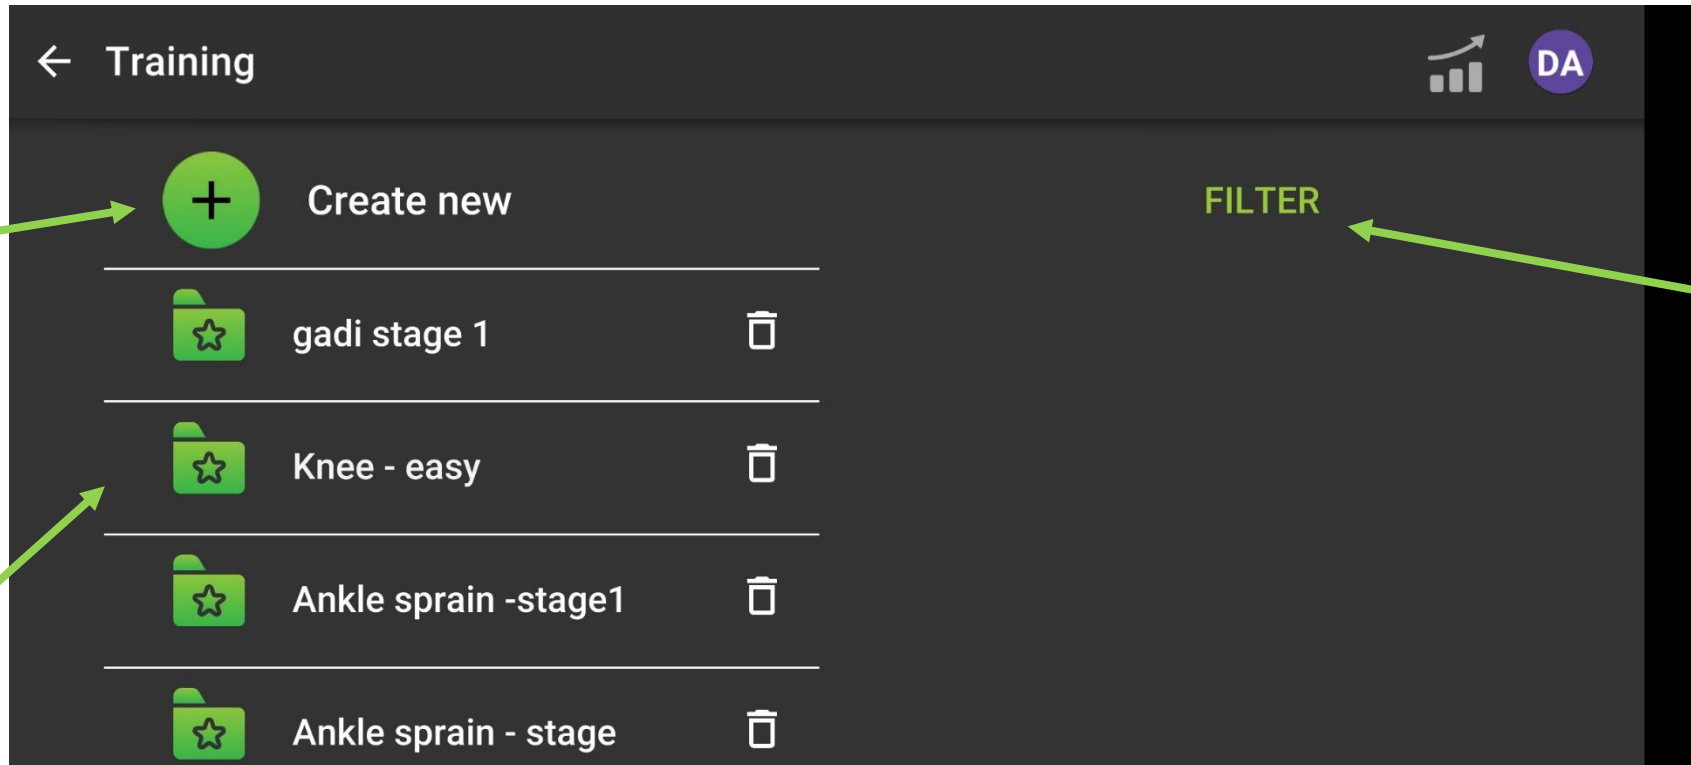 Training
DA
Create new
FILTER
gadi stage 1
Knee - easy
Ankle sprain -stage1
Ankle sprain - stage